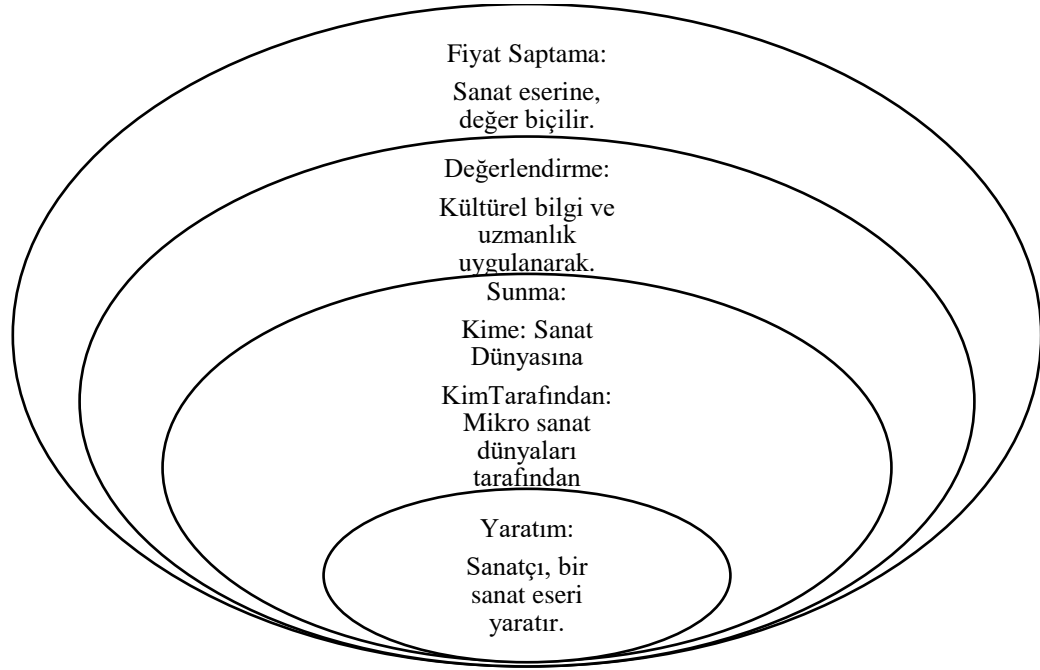 Fiyat Saptama:
Sanat eserine,
değer biçilir.
Değerlendirme:
Kültürel bilgi ve
uzmanlık
uygulanarak.
Sunma:
Kime: Sanat
Dünyasına
KimTarafından:
Mikro sanat
dünyaları
tarafından
Yaratım:
Sanatçı, bir
sanat eseri
yaratır.